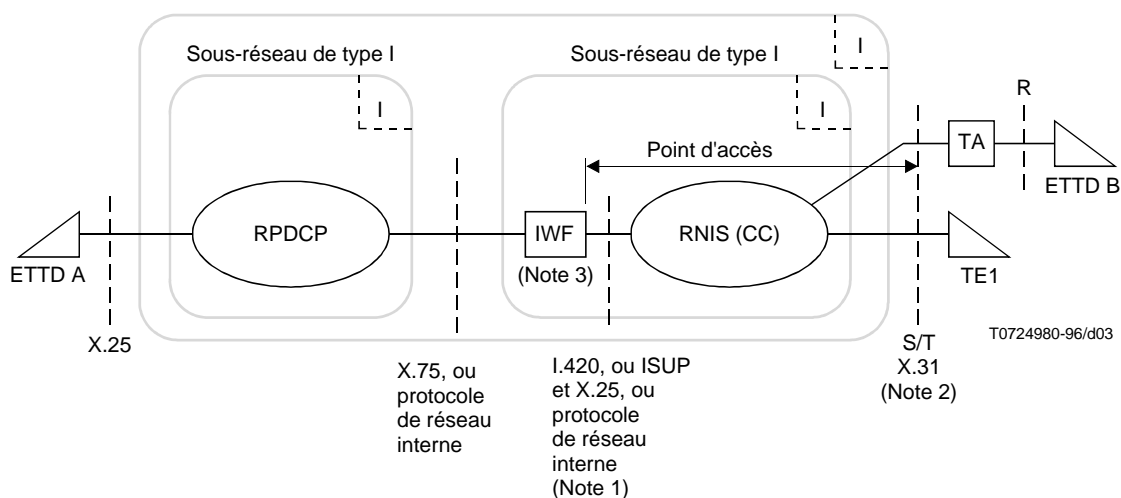 I
Sous-réseau de type I
Sous-réseau de type I
I
I
R
Point d'accès
TA
ETTD B
RPDCP
IWF
RNIS (CC)
ETTD A
(Note 3)
TE1
X.25
T0724980-96/d03
S/T
X.31
(Note 2)
X.75, ou
protocole
de réseau
interne
I.420, ou ISUP
et X.25, ou
protocole
de réseau
interne
(Note 1)